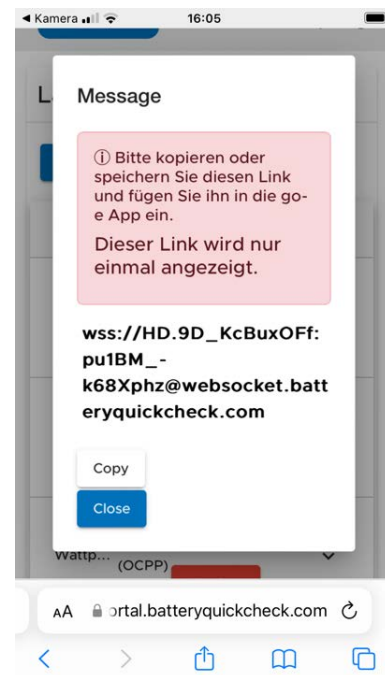 Kamera
16:05
L
Message
ⓘ Bitte kopieren oder
speichern Sie diesen Link
und fügen Sie ihn in die go-
e App ein.
Dieser Link wird nur
einmal angezeigt.
wss://HD.9D_KcBuxOFf:
pu1BM_-
k68Xphz@websocket.batt
eryquickcheck.com
Copy
Close
Wattp...
(OCPP)
AA ortal.batteryquickcheck.com